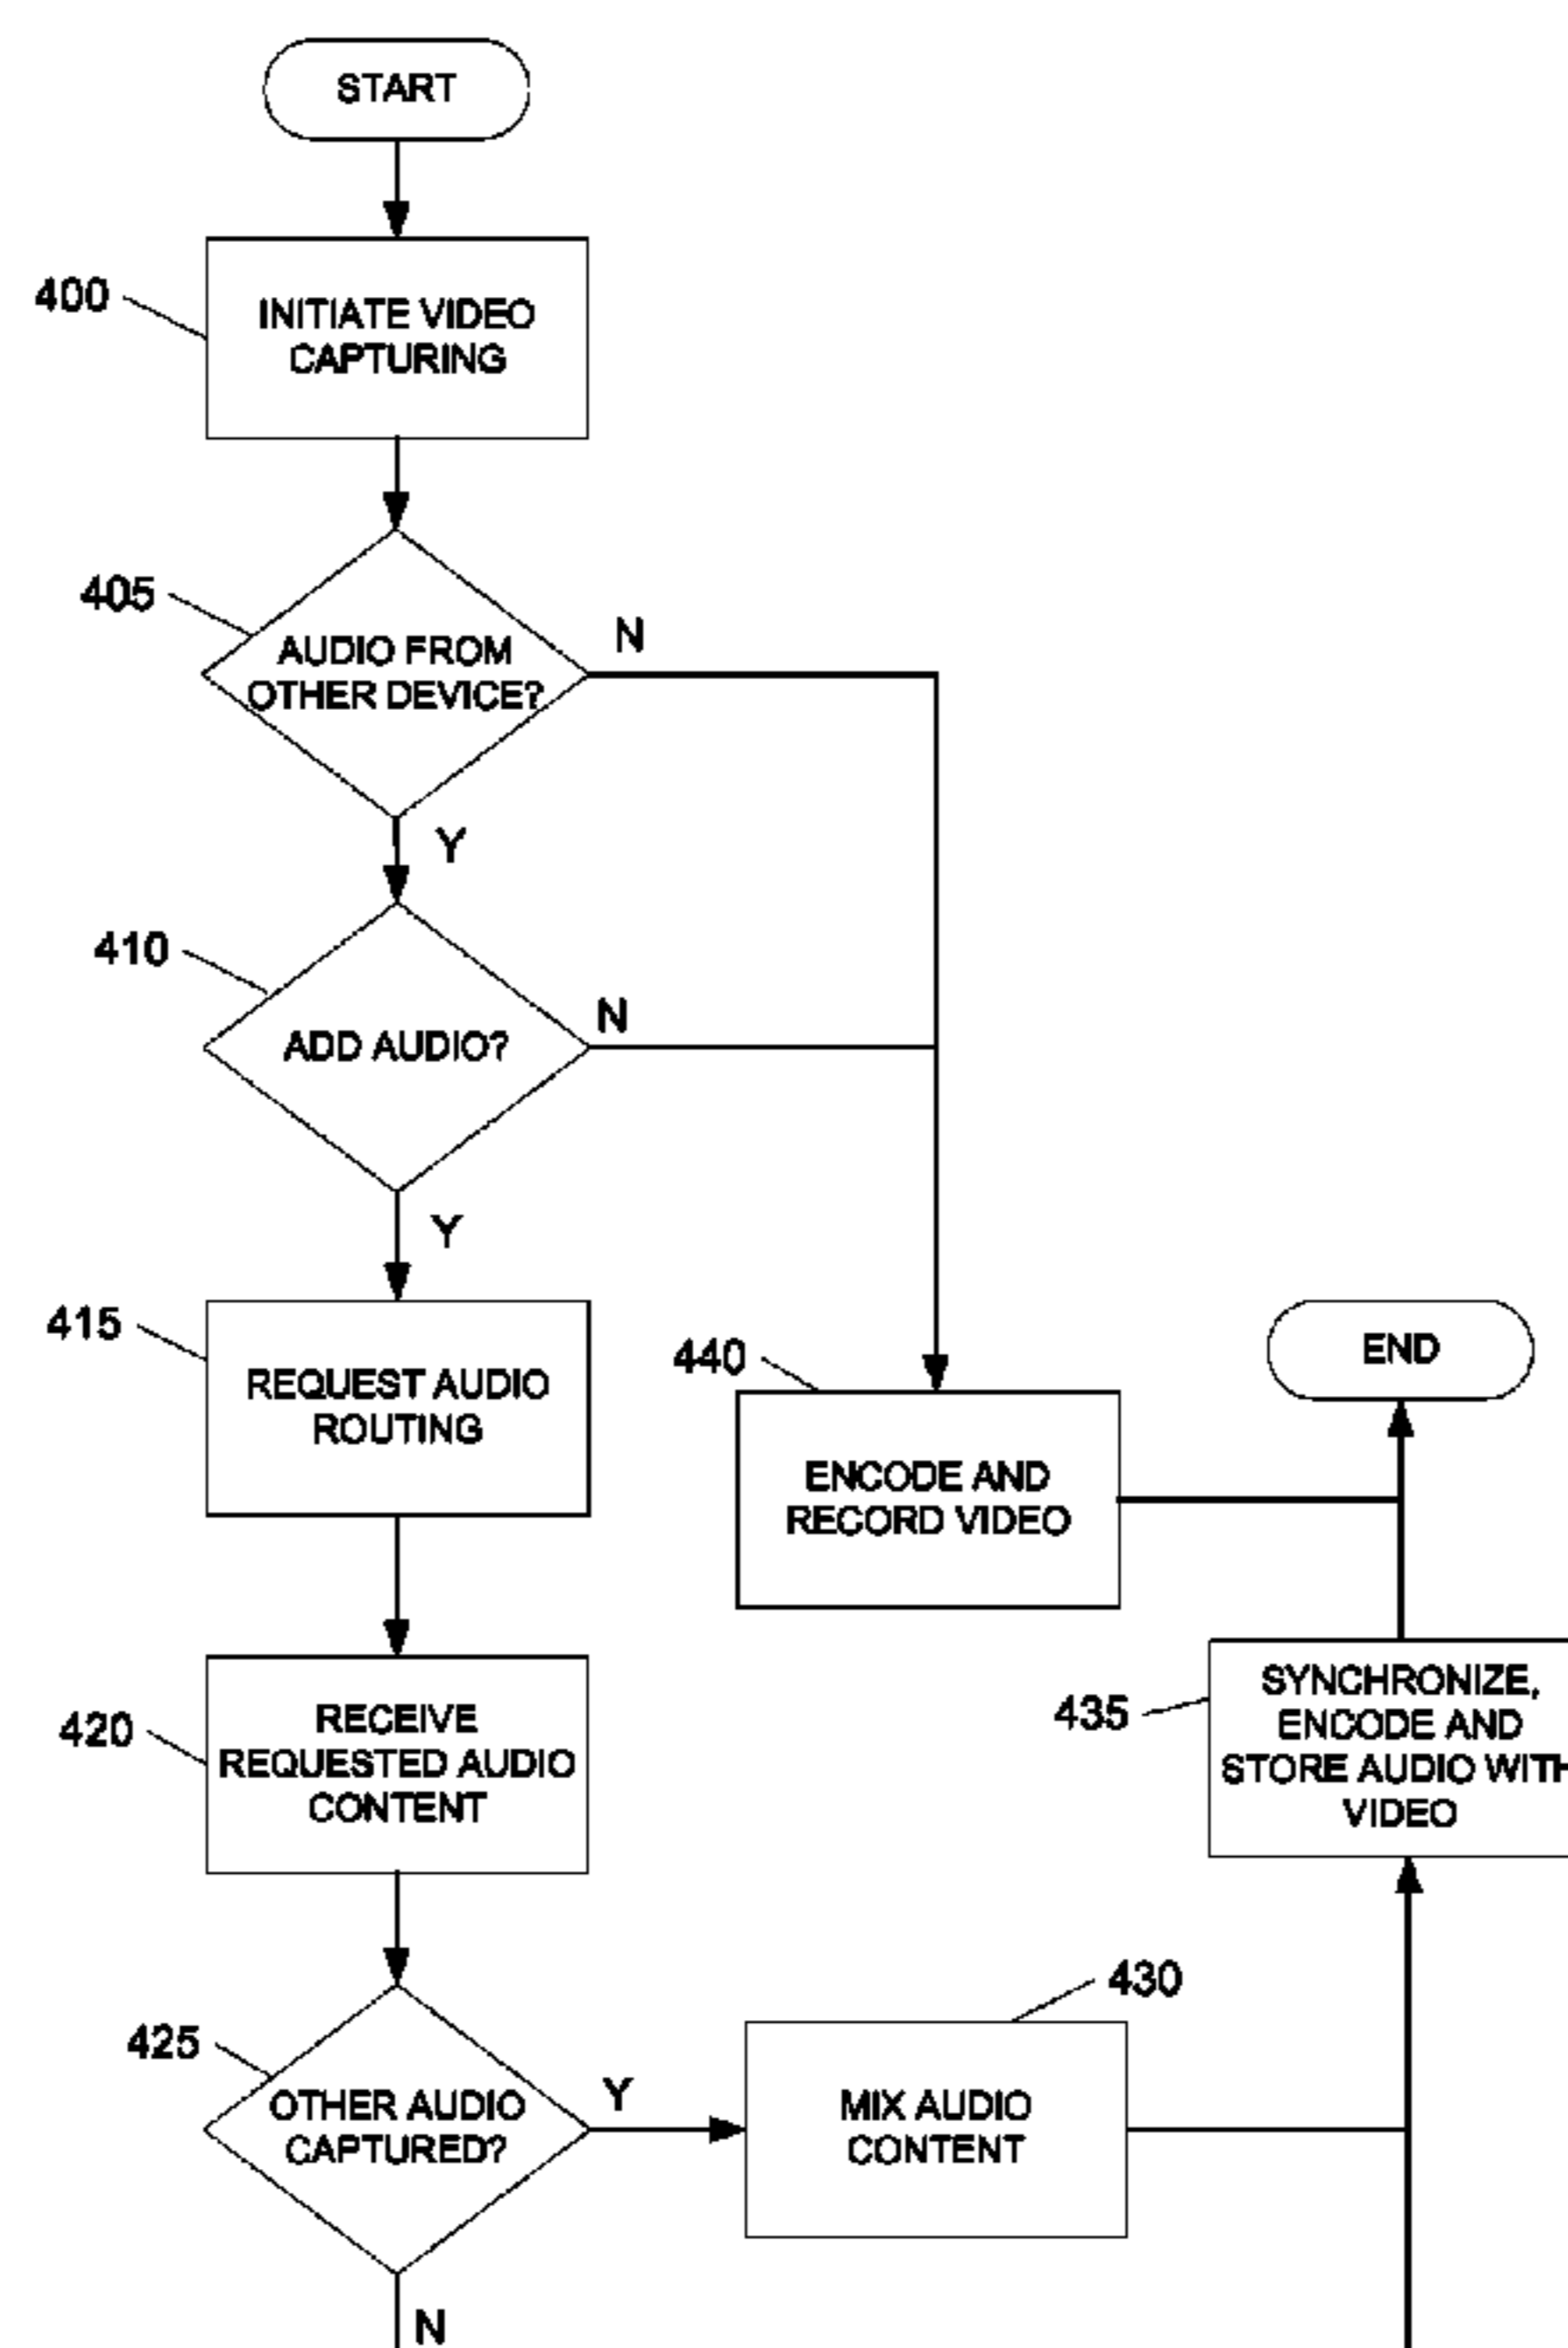 START
400
INITIATE VIDEO
CAPTURING
405
AUDIO FROM
OTHER DEVICE?
N
Y
410
ADD AUDIO?
N
Y
415
REQUEST AUDIO
ROUTING
440
ENCODE AND
RECORD VIDEO
END
420
RECEIVE
REQUESTED AUDIO
CONTENT
435
SYNCHRONIZE,
ENCODE AND
STORE AUDIO WITH
VIDEO
425
OTHER AUDIO
CAPTURED?
Y
N
430
MIX AUDIO
CONTENT